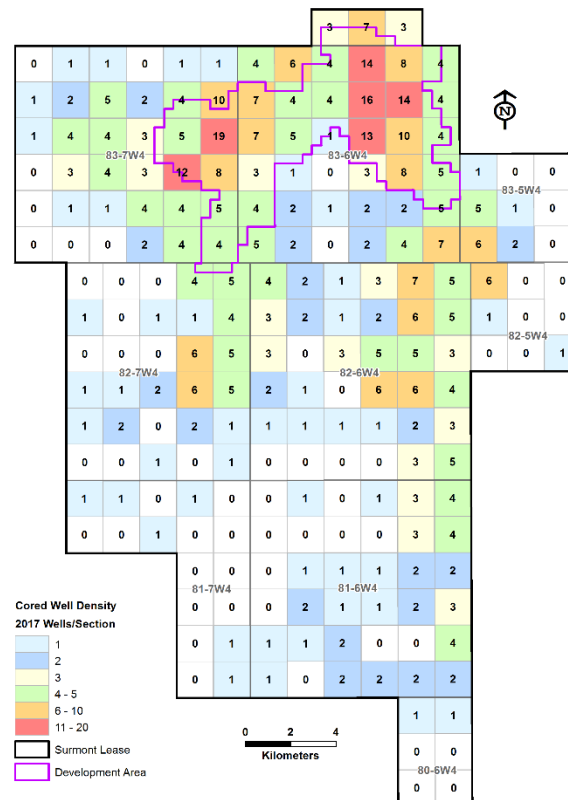 3 7 3
0 1 1 0 1 1 4 6 4 14 8 4
1 2 5 2 4 10 7 4 4 16 14 4
N
1 4 4 3 5 19 7 5 1 13 10 4
83-7W4 83-6W4
0 3 4 3 12 8 3 1 0 3 8 5 1 0 0
83-5W4
0 1 1 4 4 5 4 2 1 2 2 5 5 1 0
0 0 0 2 4 4 5 2 0 2 4 7 6 2 0
0 0 0 4 5 4 2 1 3 7 5 6 0 0
1 0 1 1 4 3 2 1 2 6 5 1 0 0
82-5W4
0 0 0 6 5 3 0 3 5 5 3 0 0 1
82-7W4 82-6W4
1 1 2 6 5 2 1 0 6 6 4
1 2 0 2 1 1 1 1 1 2 3
0 0 1 0 1 0 0 0 0 3 5
1 1 0 1 0 0 1 0 1 3 4
0 0 1 0 0 0 0 0 0 3 4
0 0 0 1 1 1 2 2
81-7W4 81-6W4
0 0 0 2 1 1 2 3
0 1 1 1 2 0 0 4
0 1 1 0 2 2 2 2
1 1
0 0
80-6W4
0 0
Cored Well Density
2017 Wells/Section
1
2
3
4 - 5
6 - 10
11 - 20
Surmont Lease
Development Area
0 2 4
Kilometers